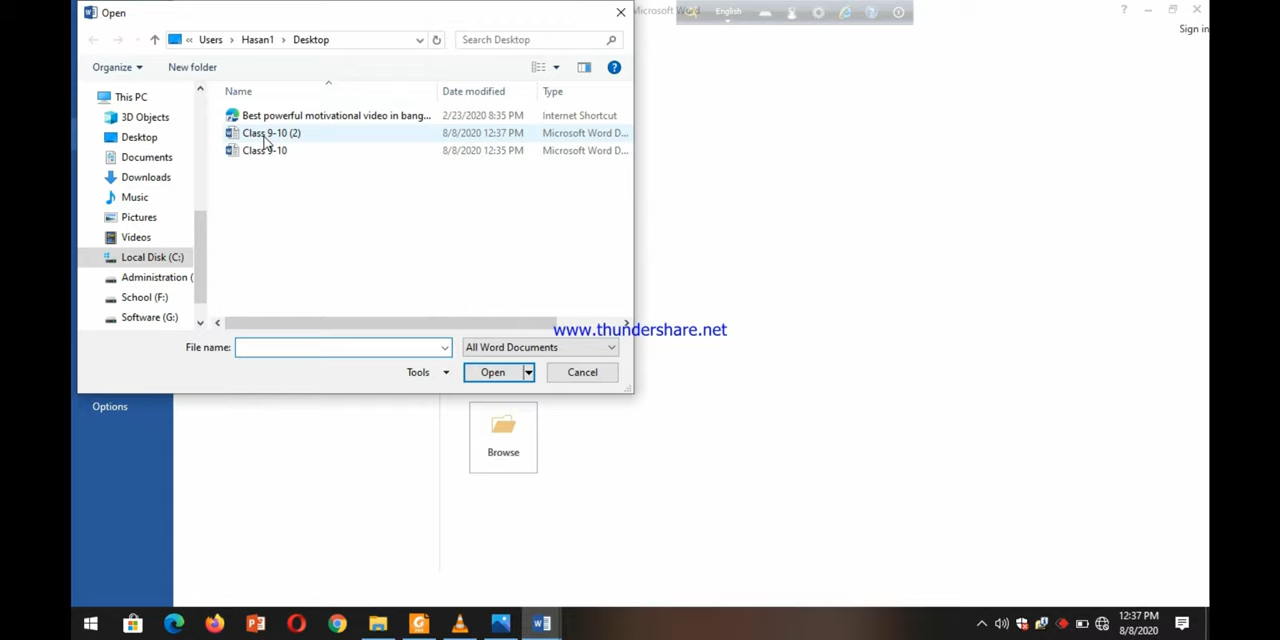 Open
Microsoft Word
English
Sign in
« Users > Hasan1 > Desktop
Search Desktop
Organize
New folder
This PC
3D Objects
Desktop
Documents
Downloads
Music
Pictures
Videos
Local Disk (C:)
Administration (
School (F:)
Software (G:)
Name
Date modified
Type
Best powerful motivational video in bang...
2/23/2020 8:35 PM
Internet Shortcut
Class 9-10 (2)
8/8/2020 12:37 PM
Microsoft Word D...
Class 9-10
8/8/2020 12:35 PM
Microsoft Word D...
www.thundershare.net
File name:
All Word Documents
Tools
Open
Cancel
Options
Browse
12:37 PM
8/8/2020